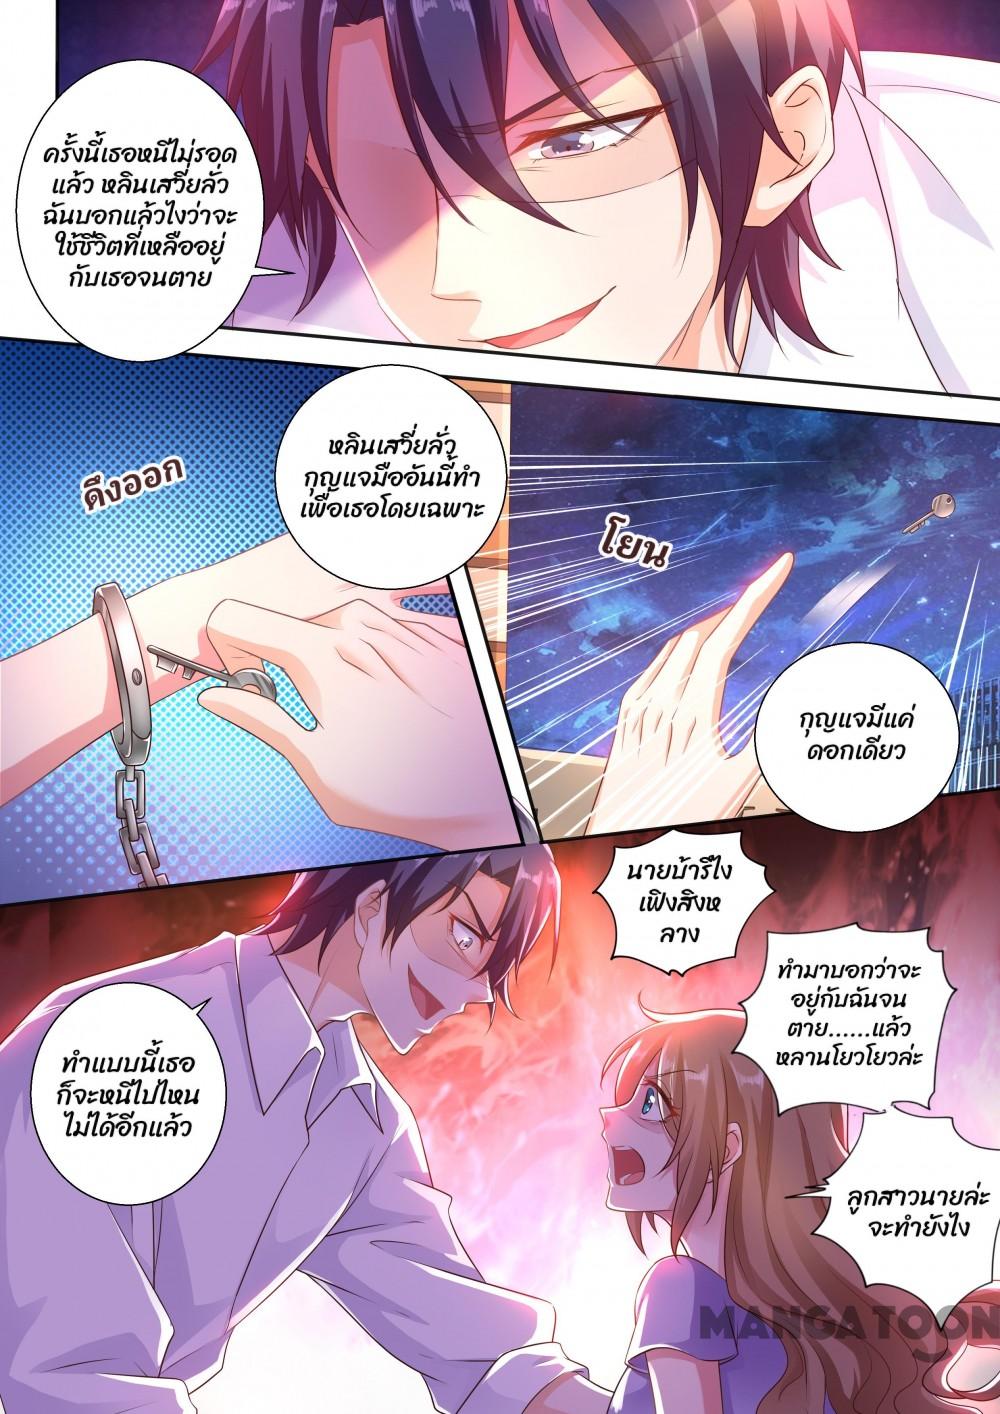 ครั้งนี้เธอหนีไม่รอด
แล้ว หลินเสวี่ยลั่ว
ฉันบอกแล้วไงว่าจะ
ใช้ชีวิตที่เหลืออยู่
กับเธอจนตาย
หลินเสวี่ยลั่ว
กุญแจมืออันนี้ทำ
เพื่อเธอโดยเฉพาะ
ดึงออก
โยน
กุญแจมีแค่
ดอกเดียว
นายบ้ารึไง
เฟิงสิงห
ลาง
ทำมาบอกว่าจะ
อยู่กับฉันจน
ตาย......แล้ว
หลานโยวโยวล่ะ
ทำแบบนี้เธอ
ก็จะหนีไปไหน
ไม่ได้อีกแล้ว
ลูกสาวนายล่ะ
จะทำยังไง
MANGATOON